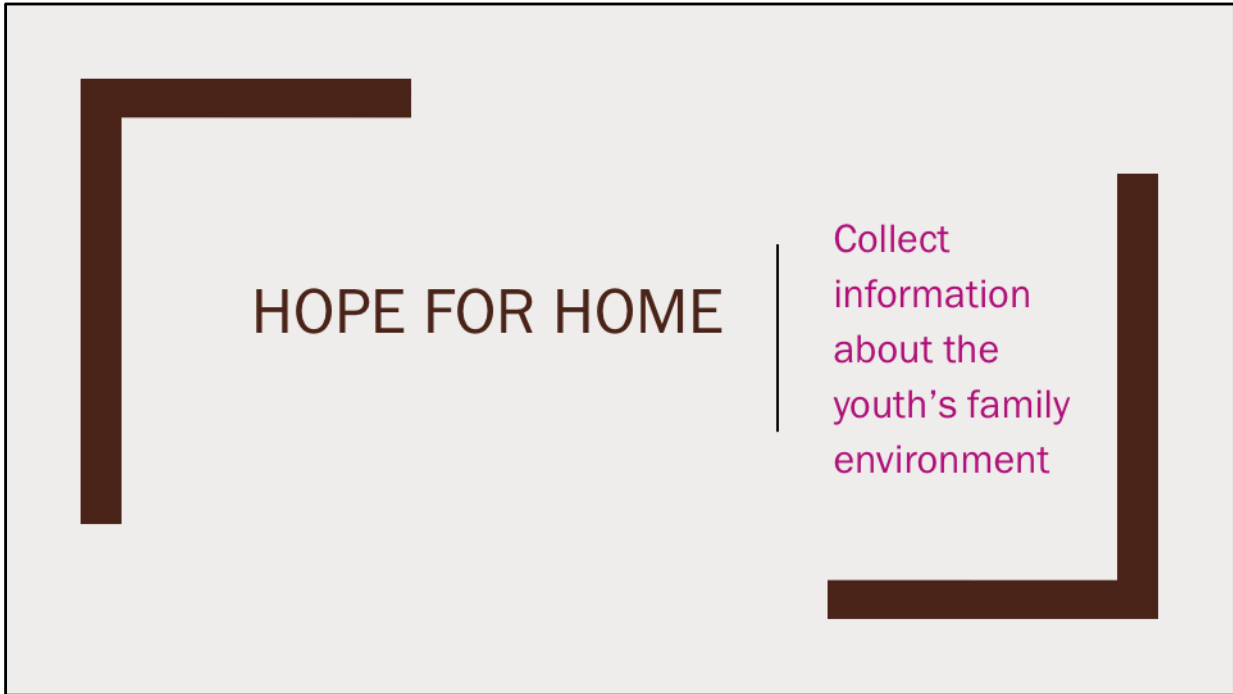 HOPE FOR HOME
Collect
information
about the
youth’s family
environment